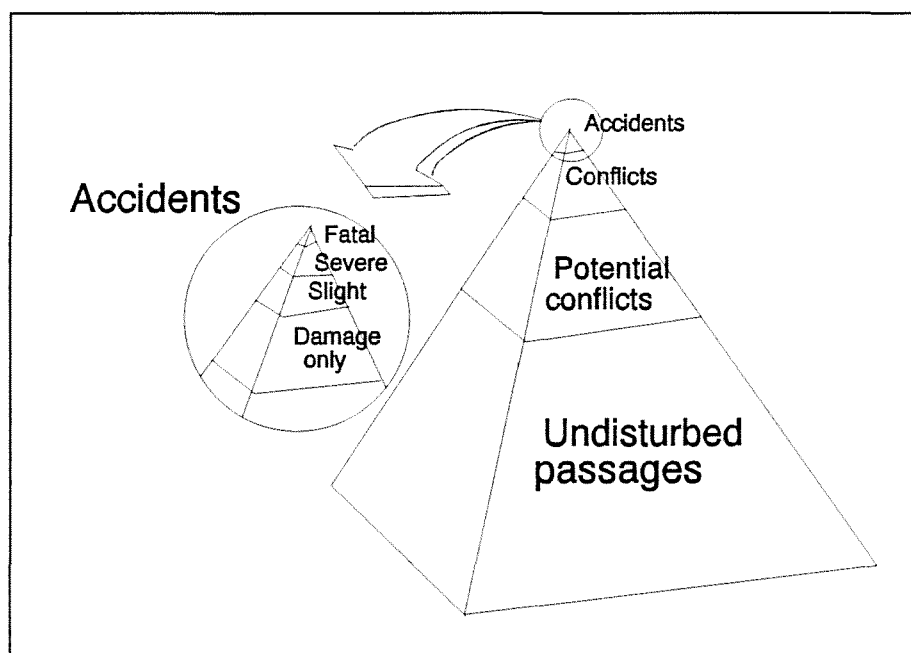 Accidents
Conflicts
Potential
conflicts
Undisturbed
passages
Accidents
Fatal
Severe
Slight
Damage
only